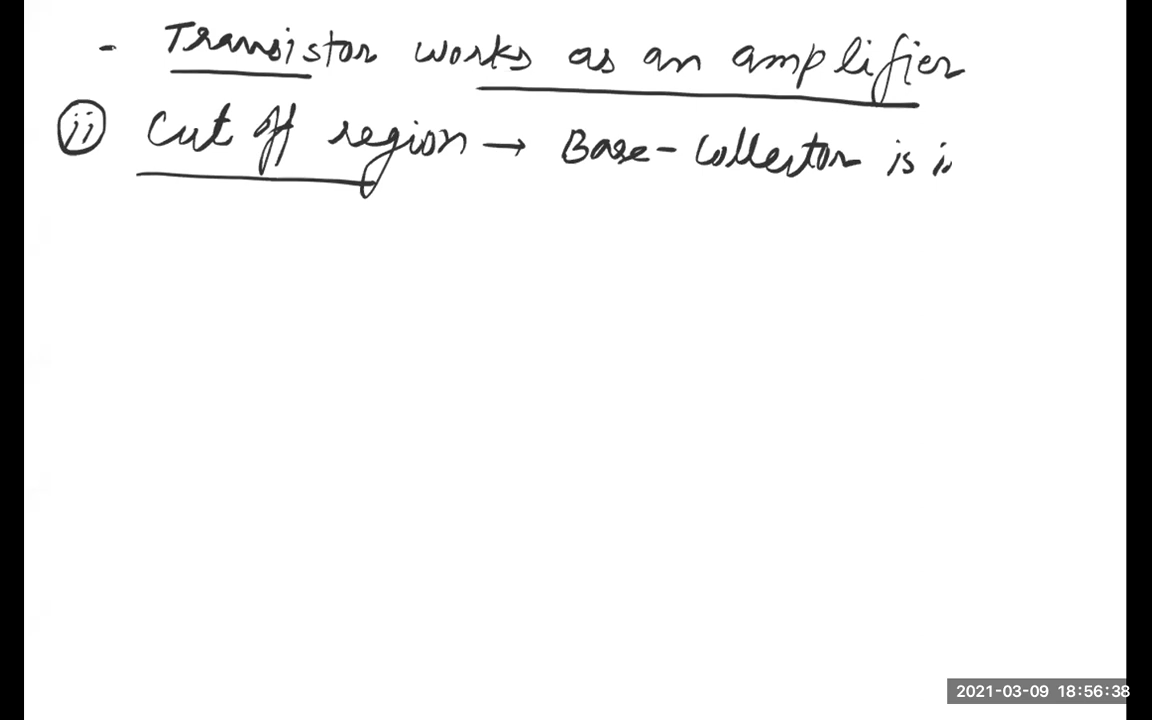 - Transistor works as an amplifier
(ii) Cut off region → Base-Collector is i
2021-03-09 18:56:38